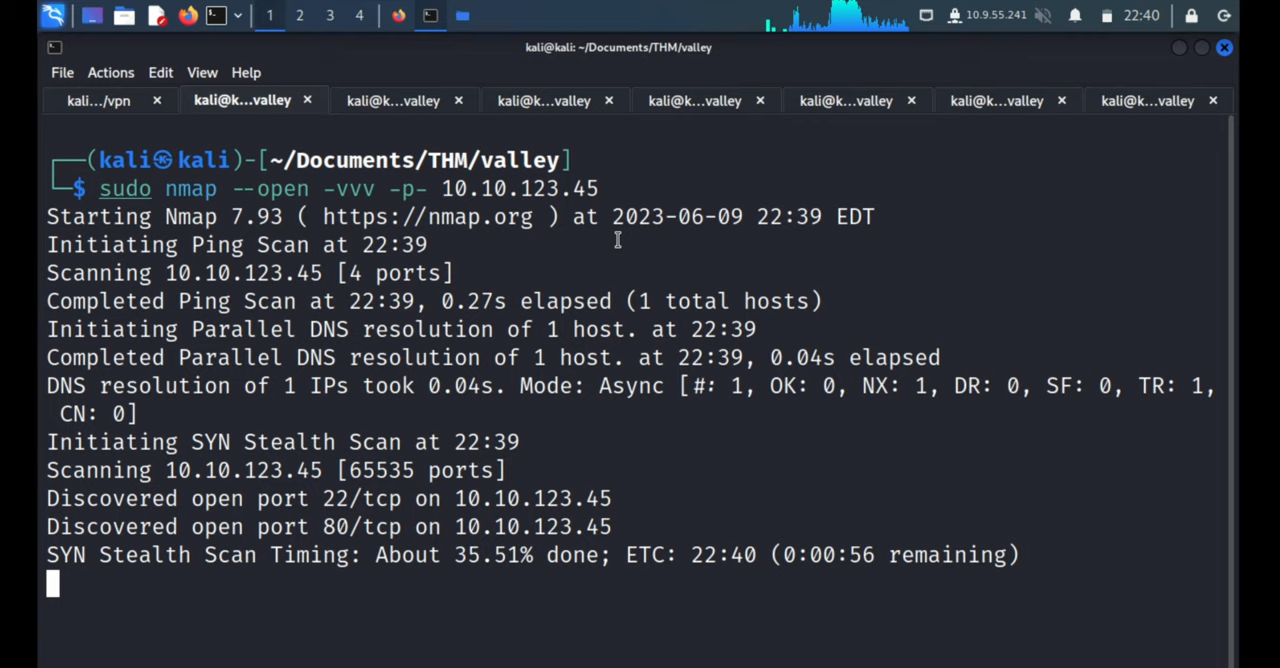 1 2 3 4 10.9.55.241 22:40
kali@kali: ~/Documents/THM/valley
File Actions Edit View Help
kali.../vpn kali@k...valley kali@k...valley kali@k...valley kali@k...valley kali@k...valley kali@k...valley kali@k...valley
┌──(kali㉿kali)-[~/Documents/THM/valley]
└─$ sudo nmap --open -vvv -p- 10.10.123.45
Starting Nmap 7.93 ( https://nmap.org ) at 2023-06-09 22:39 EDT
Initiating Ping Scan at 22:39
Scanning 10.10.123.45 [4 ports]
Completed Ping Scan at 22:39, 0.27s elapsed (1 total hosts)
Initiating Parallel DNS resolution of 1 host. at 22:39
Completed Parallel DNS resolution of 1 host. at 22:39, 0.04s elapsed
DNS resolution of 1 IPs took 0.04s. Mode: Async [#: 1, OK: 0, NX: 1, DR: 0, SF: 0, TR: 1,
CN: 0]
Initiating SYN Stealth Scan at 22:39
Scanning 10.10.123.45 [65535 ports]
Discovered open port 22/tcp on 10.10.123.45
Discovered open port 80/tcp on 10.10.123.45
SYN Stealth Scan Timing: About 35.51% done; ETC: 22:40 (0:00:56 remaining)